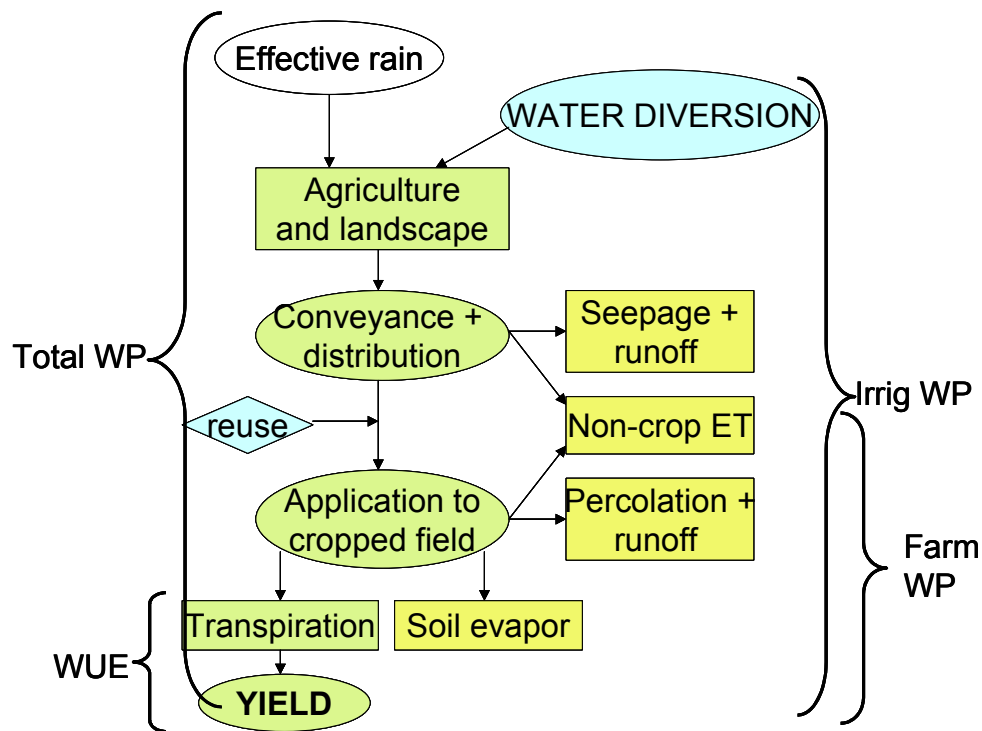 Effective rain
WATER DIVERSION
Agriculture
and landscape
Conveyance +
distribution
Seepage +
runoff
Total WP
Irrig WP
reuse
Non-crop ET
Application to
cropped field
Percolation +
runoff
Farm
WP
Transpiration
Soil evapor
WUE
YIELD